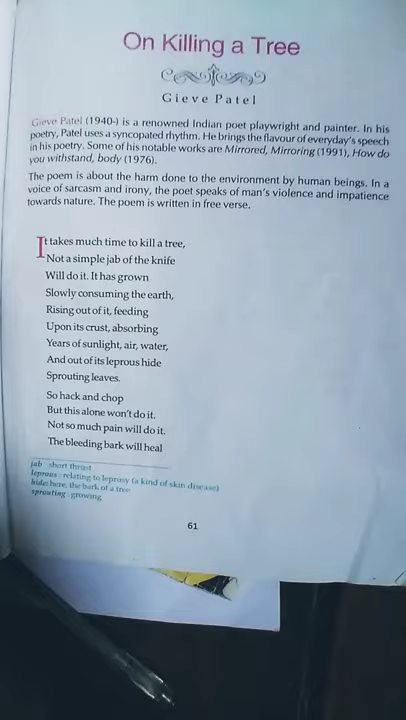 On Killing a Tree
Gieve Patel
Gieve Patel (1940-) is a renowned Indian poet playwright and painter. In his
poetry, Patel uses a syncopated rhythm. He brings the flavour of everyday's speech
in his poetry. Some of his notable works are Mirrored, Mirroring (1991), How do
you withstand, body (1976).
The poem is about the harm done to the environment by human beings. In a
voice of sarcasm and irony, the poet speaks of man's violence and impatience
towards nature. The poem is written in free verse.
It takes much time to kill a tree,
Not a simple jab of the knife
Will do it. It has grown
Slowly consuming the earth,
Rising out of it, feeding
Upon its crust, absorbing
Years of sunlight, air, water,
And out of its leprous hide
Sprouting leaves.
So hack and chop
But this alone won't do it.
Not so much pain will do it.
The bleeding bark will heal
jab : short thrust
leprous : relating to leprosy (a kind of skin disease)
hide: here, the bark of a tree
sprouting : growing
61